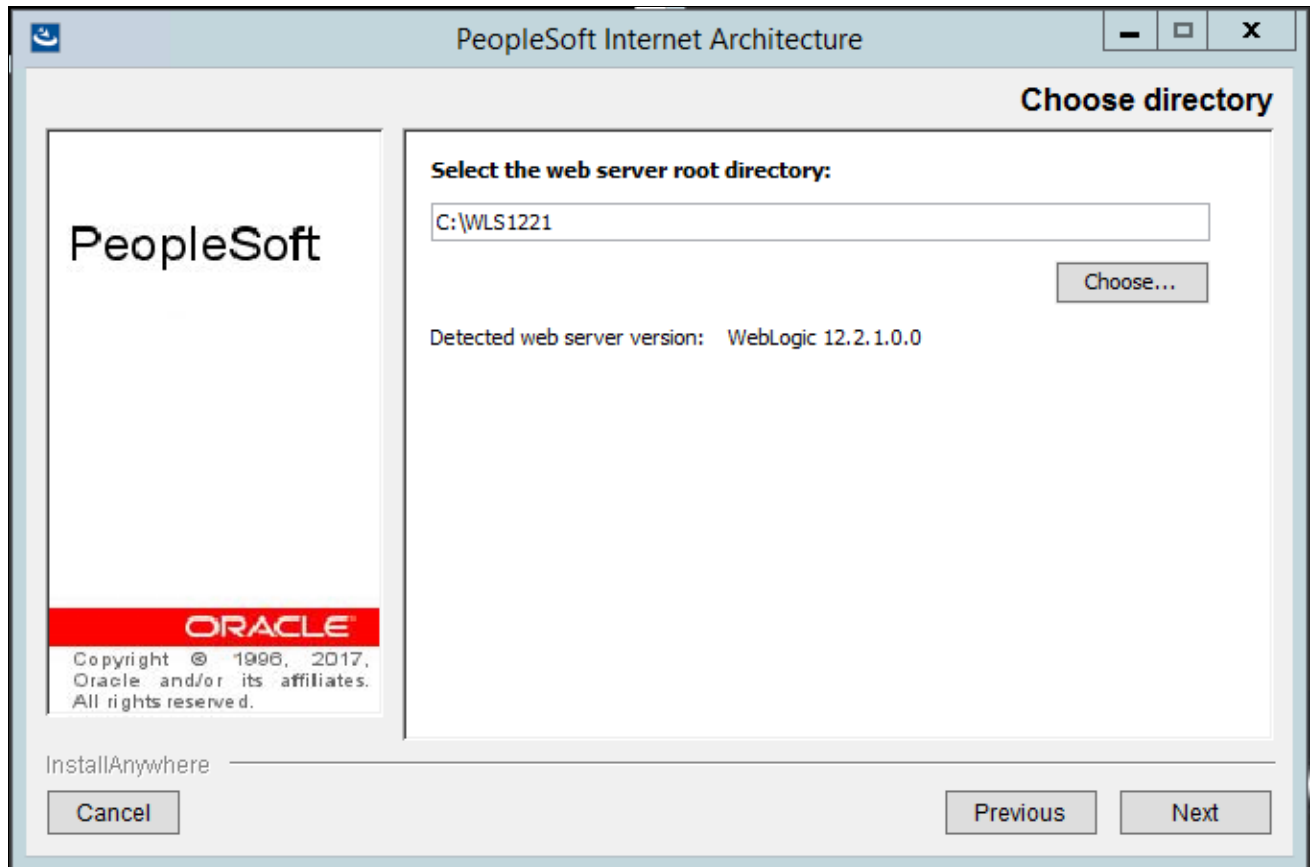 PeopleSoft Internet Architecture
Choose directory
PeopleSoft
ORACLE
Copyright © 1996, 2017,
Oracle and/or its affiliates.
All rights reserved.
Select the web server root directory:
C:\WLS1221
Choose...
Detected web server version: WebLogic 12.2.1.0.0
InstallAnywhere
Cancel
Previous
Next